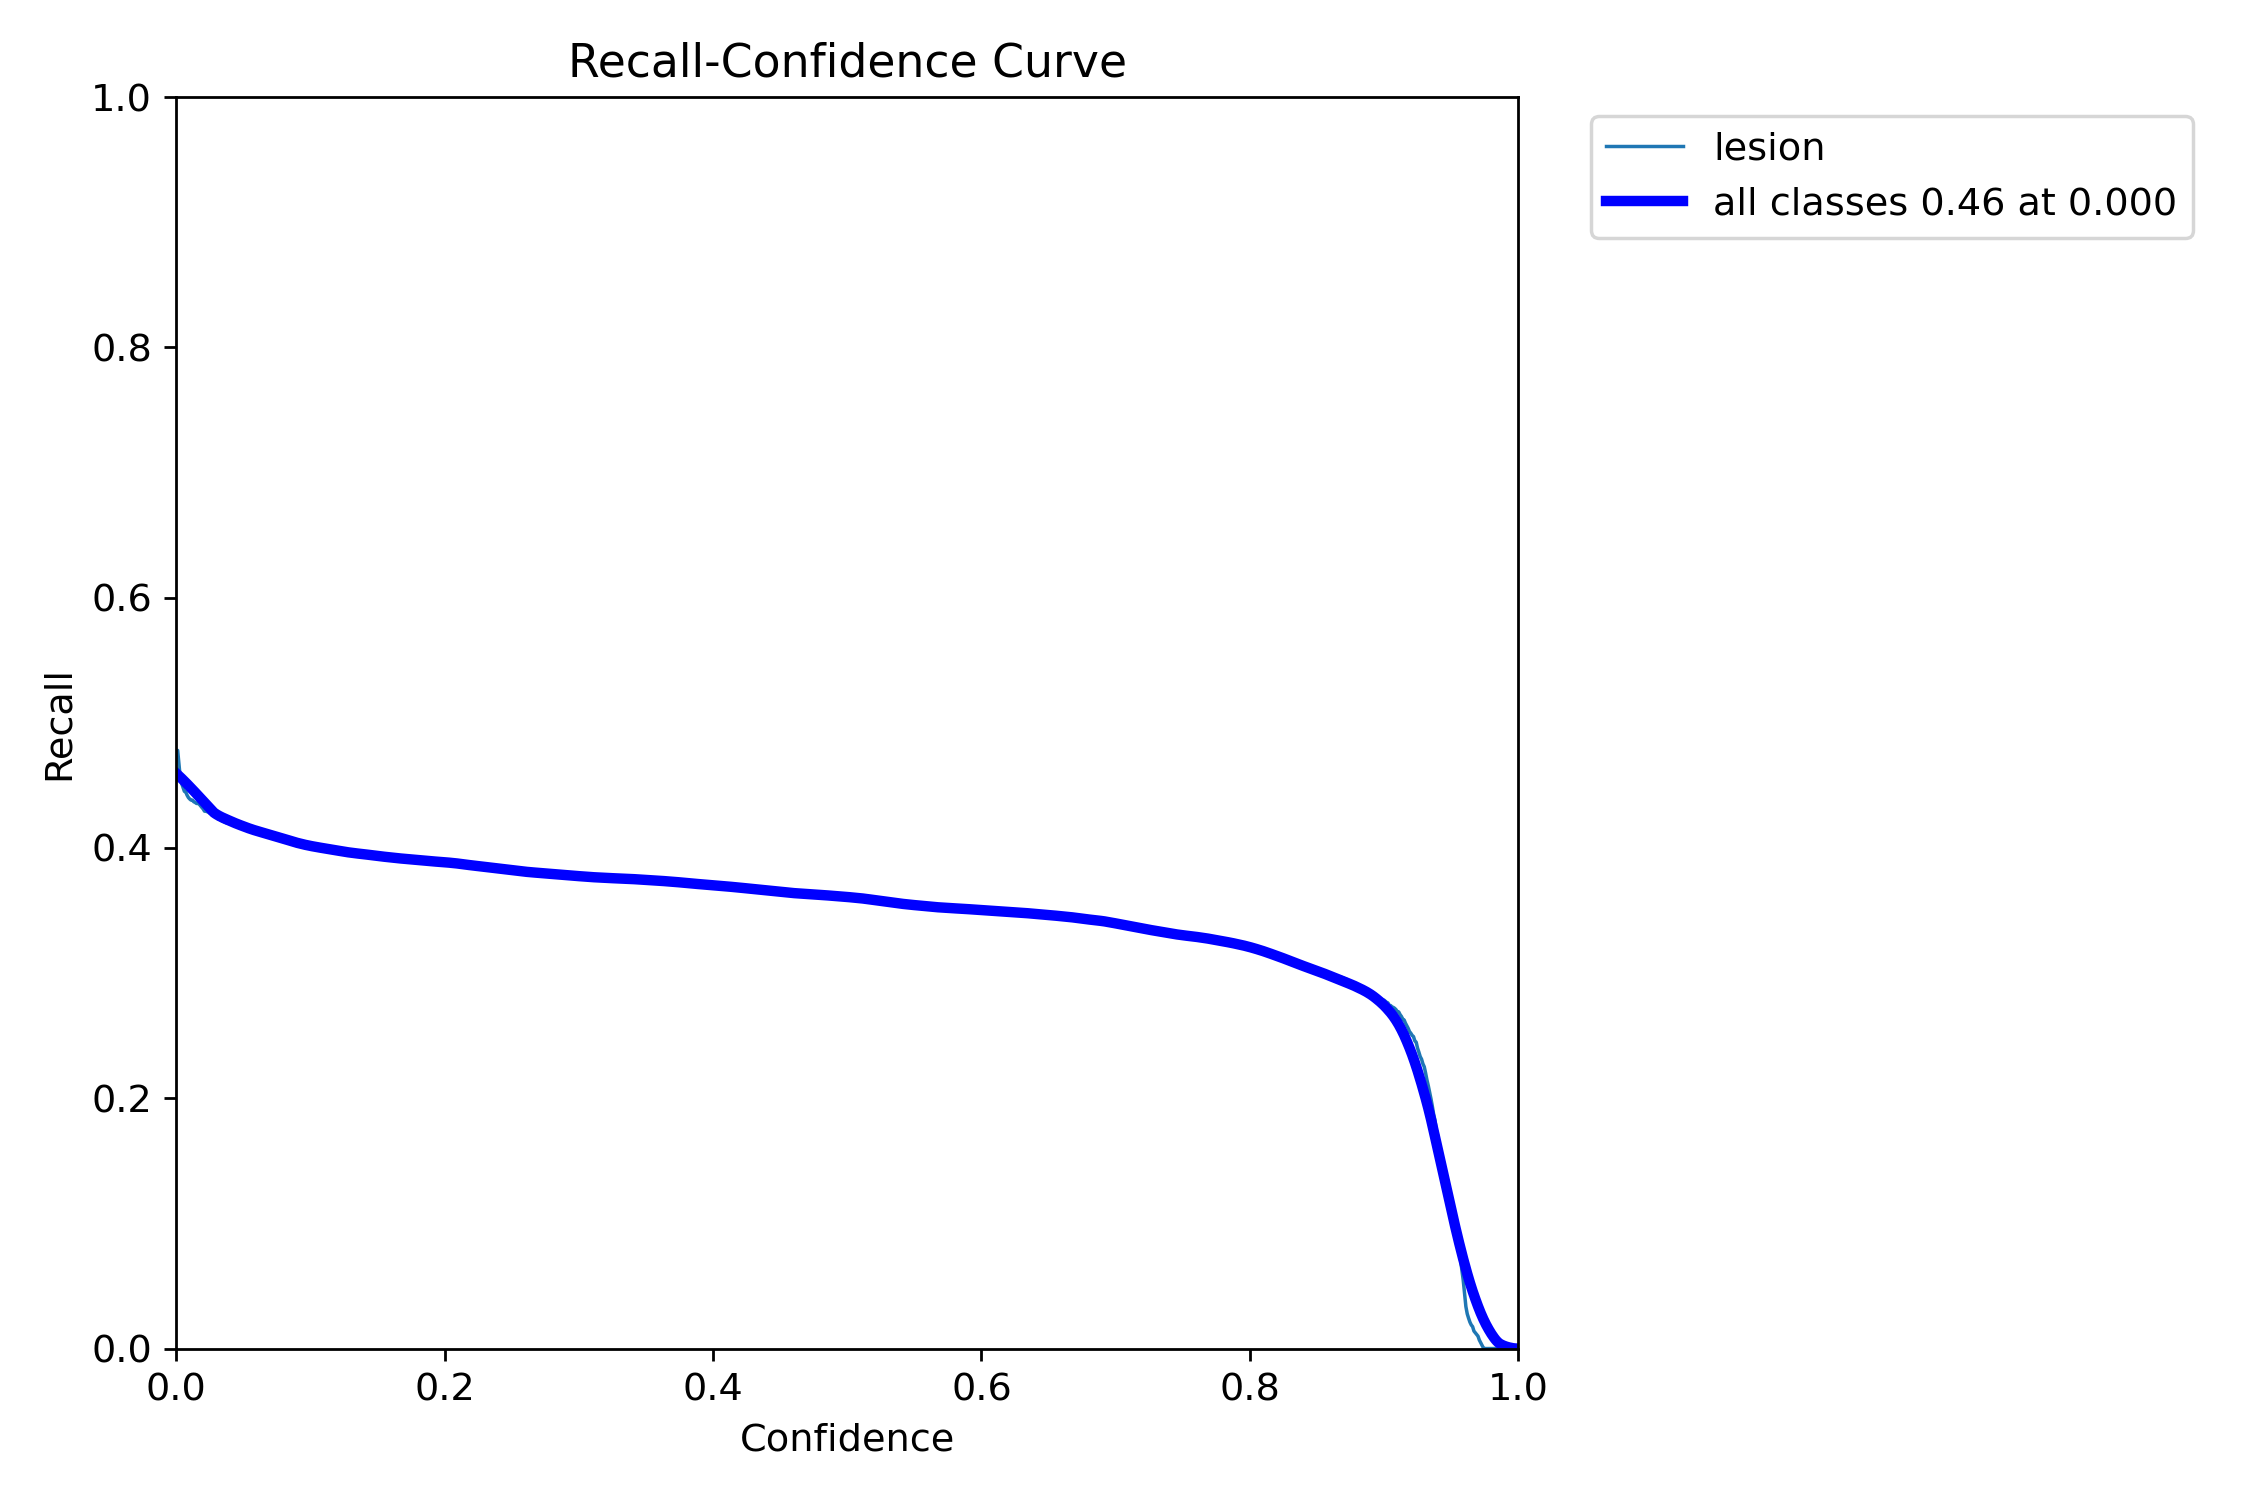 Recall-Confidence Curve
1.0
0.8
0.6
0.4
0.2
0.0
Recall
0.0 0.2 0.4 0.6 0.8 1.0
Confidence
lesion
all classes 0.46 at 0.000